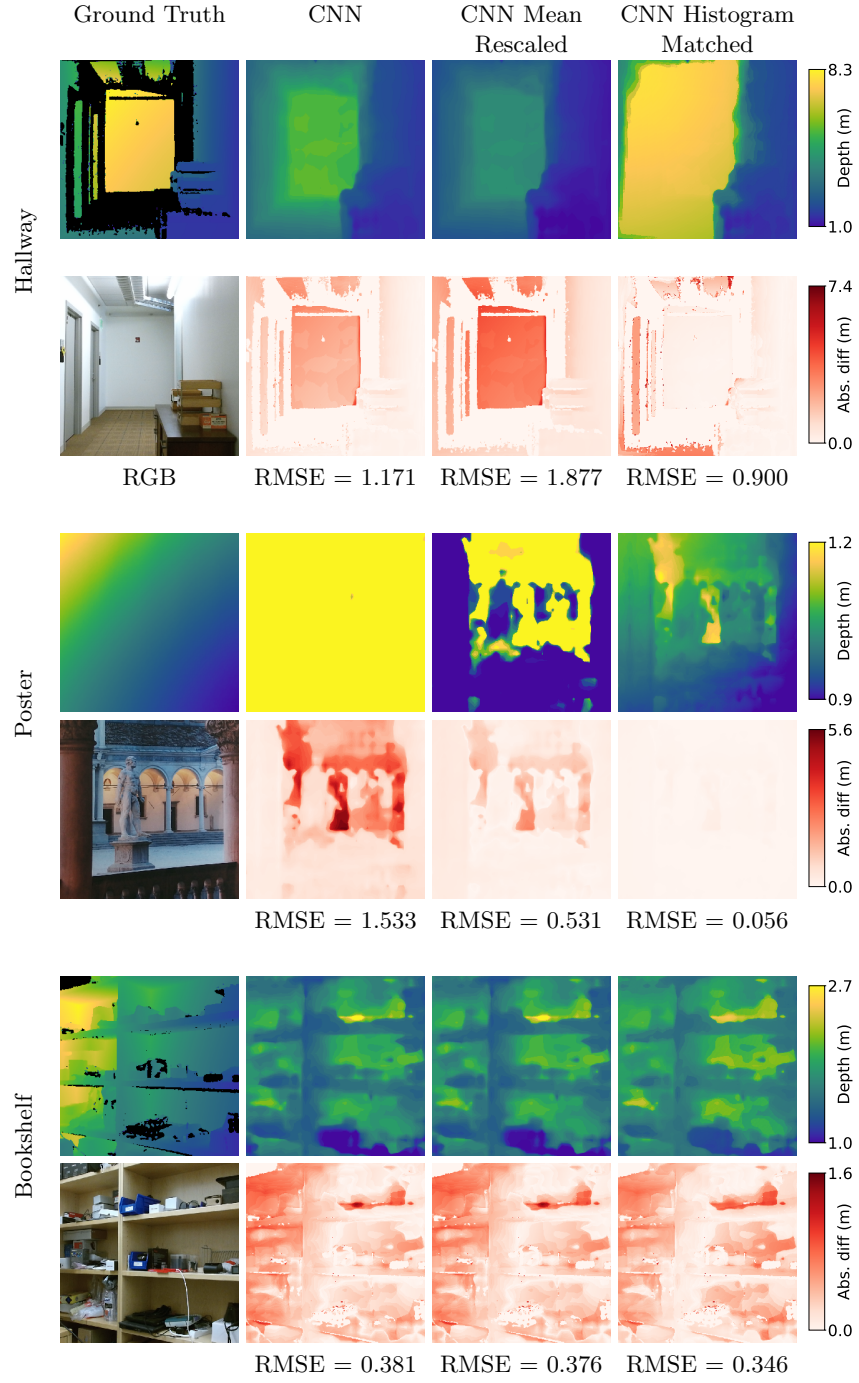 Ground Truth
CNN
CNN Mean
Rescaled
CNN Histogram
Matched
Hallway
8.3
Depth (m)
1.0
7.4
Abs. diff (m)
0.0
RGB
RMSE = 1.171
RMSE = 1.877
RMSE = 0.900
Poster
1.2
Depth (m)
0.9
5.6
Abs. diff (m)
0.0
RMSE = 1.533
RMSE = 0.531
RMSE = 0.056
Bookshelf
2.7
Depth (m)
1.0
1.6
Abs. diff (m)
0.0
RMSE = 0.381
RMSE = 0.376
RMSE = 0.346